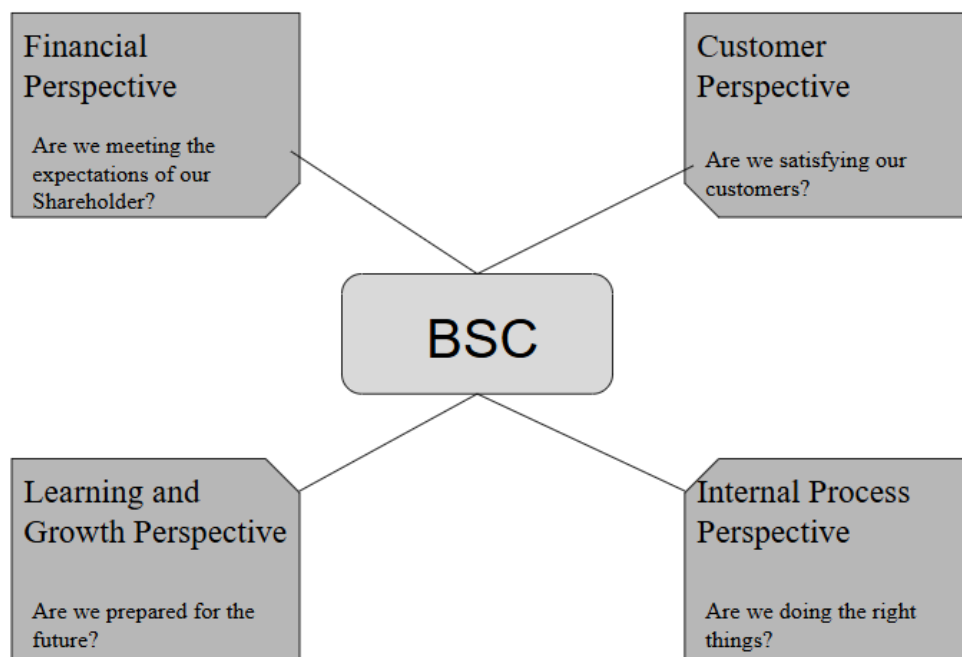 Financial
Perspective
Are we meeting the
expectations of our
Shareholder?
Customer
Perspective
Are we satisfying our
customers?
BSC
Learning and
Growth Perspective
Are we prepared for the
future?
Internal Process
Perspective
Are we doing the right
things?